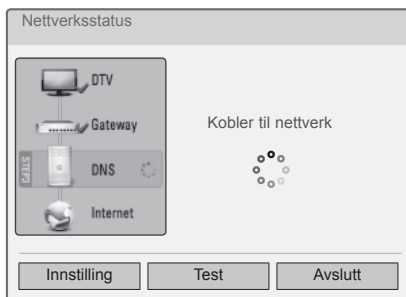 Nettverksstatus
DTV
Gateway
STEP3
DNS
Internet
Kobler til nettverk
Innstilling
Test
Avslutt